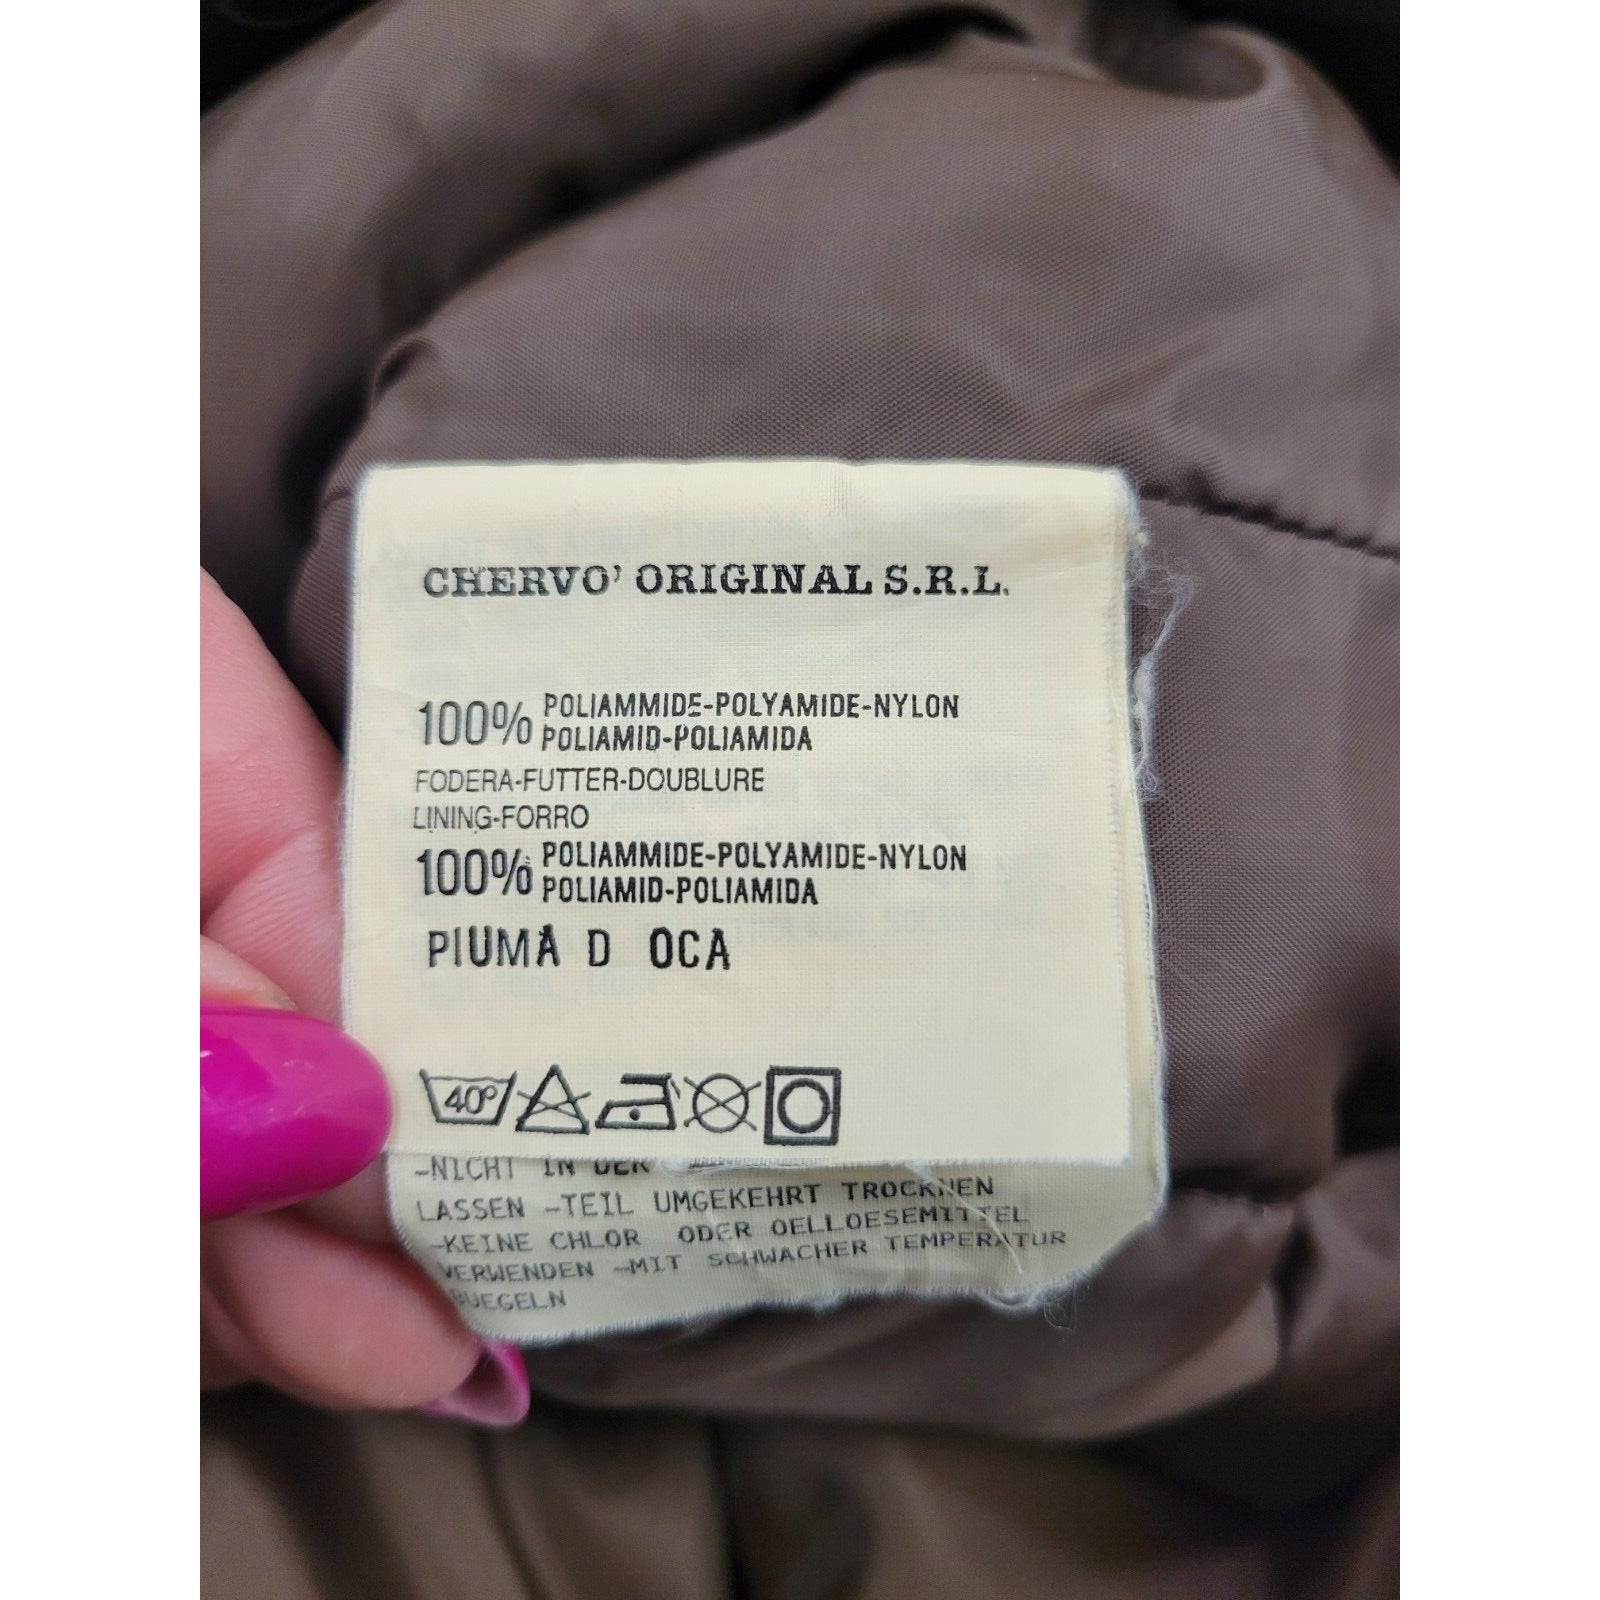 CHERVO' ORIGINAL S.R.L.
100% POLIAMMIDE-POLYAMIDE-NYLON
POLIAMID-POLIAMIDA
FODERA-FUTTER-DOUBLURE
LINING-FORRO
100% POLIAMMIDE-POLYAMIDE-NYLON
POLIAMID-POLIAMIDA
PIUMA D OCA
40°
-NICHT IN DER
LASSEN -TEIL UMGEKEHRT TROCKNEN
-KEINE CHLOR ODER OELLOESEMITTEL
VERWENDEN -MIT SCHWACHER TEMPERATUR
BUEGELN